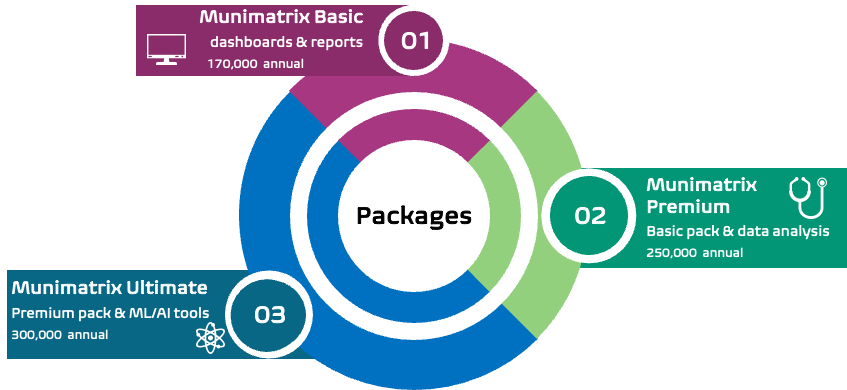 Munimatrix Basic
dashboards & reports
170,000 annual
01
Packages
02
Munimatrix
Premium
Basic pack & data analysis
250,000 annual
Munimatrix Ultimate
Premium pack & ML/AI tools
300,000 annual
03